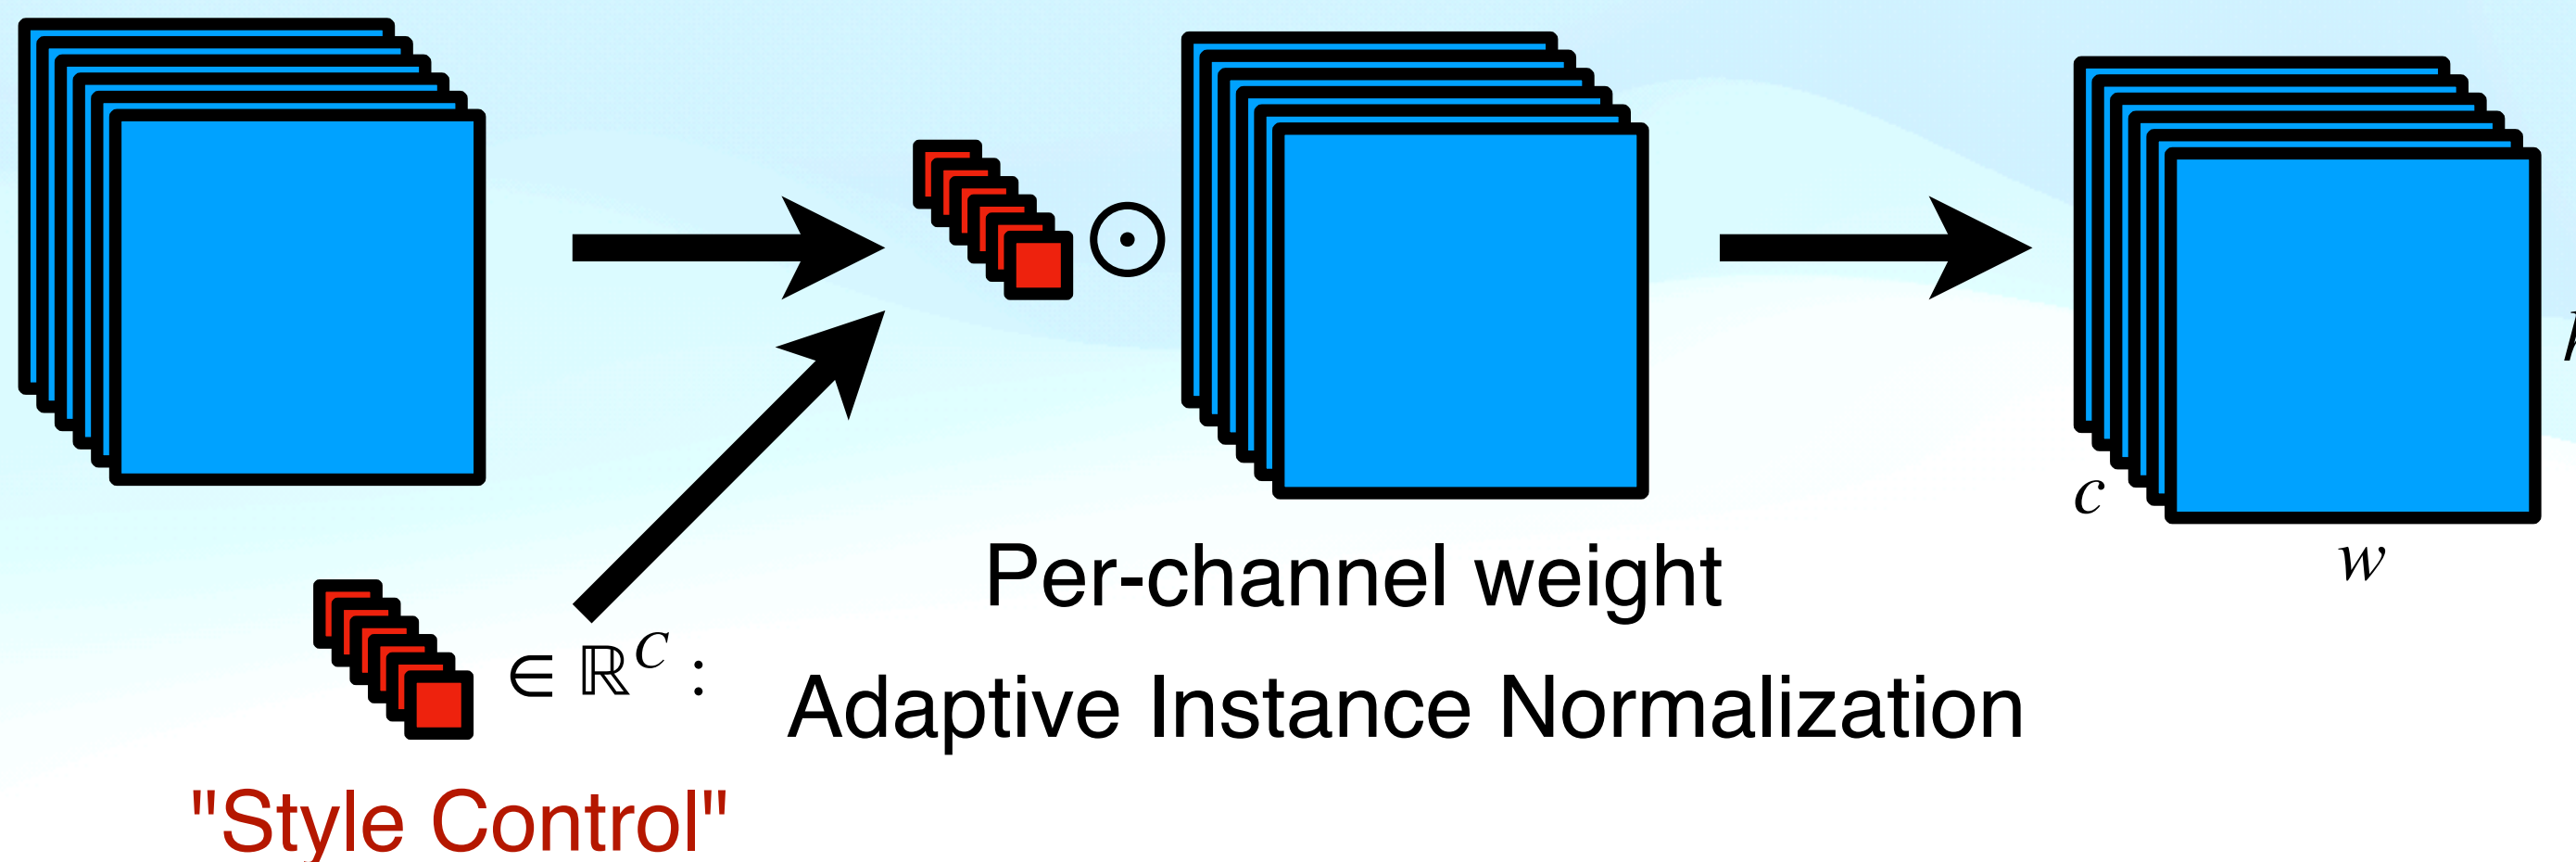 h
c
w
Per-channel weight
∈ ℝ^C :
Adaptive Instance Normalization
"Style Control"